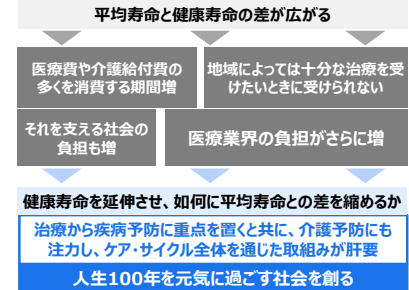 平均寿命と健康寿命の差が広がる
医療費や介護給付費の
多くを消費する期間増
地域によっては十分な治療を受
けたいときに受けられない
それを支える社会の
負担も増
医療業界の負担がさらに増
健康寿命を延伸させ、如何に平均寿命との差を縮めるか
治療から疾病予防に重点を置くと共に、介護予防にも
注力し、ケア・サイクル全体を通じた取組みが肝要
人生100年を元気に過ごす社会を創る